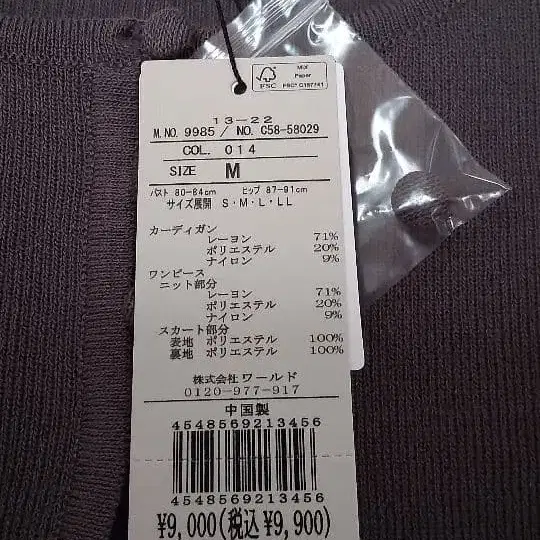 MIX
Paper
FSC
FSC® C197741
13-22
M.NO. 9985 / NO. C58-58029
COL. 014
SIZE M
バスト 80-84cm ヒップ 87-91cm
サイズ展開 S・M・L・LL
カーディガン
レーヨン 71%
ポリエステル 20%
ナイロン 9%
ワンピース
ニット部分
レーヨン 71%
ポリエステル 20%
ナイロン 9%
スカート部分
表地 ポリエステル 100%
裏地 ポリエステル 100%
株式会社ワールド
0120-977-917
中国製
4548569213456
4548569213456
¥9,000(税込¥9,900)